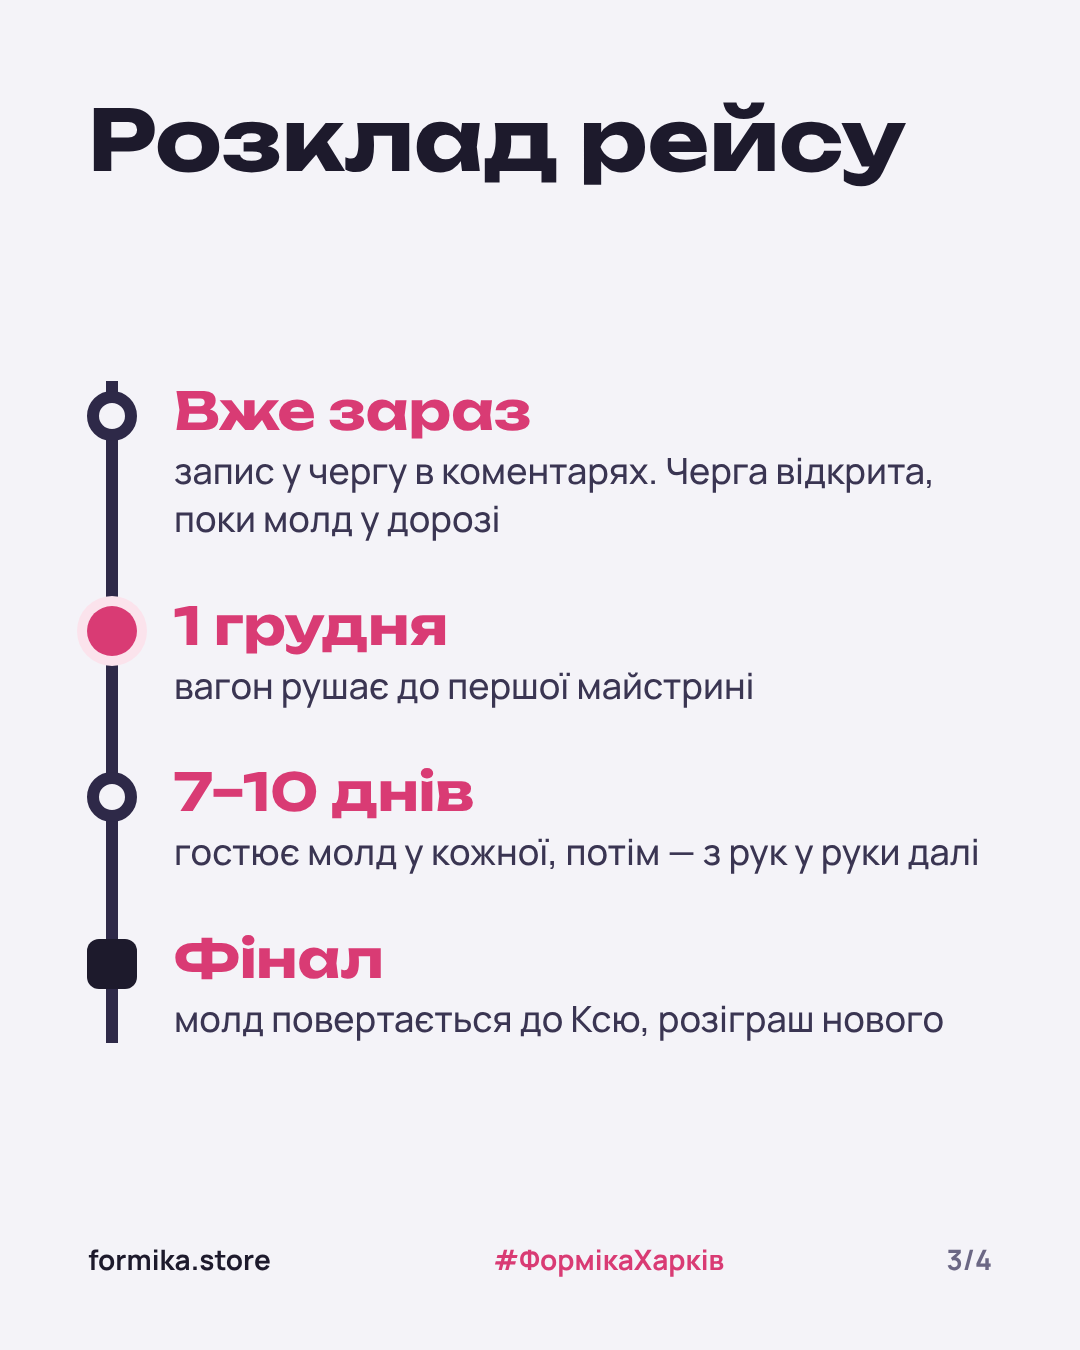 Розклад рейсу
Вже зараз
запис у чергу в коментарях. Черга відкрита,
поки молд у дорозі
1 грудня
вагон рушає до першої майстрині
7–10 днів
гостює молд у кожної, потім — з рук у руки далі
Фінал
молд повертається до Ксю, розіграш нового
formika.store
#ФормікаХарків
3/4